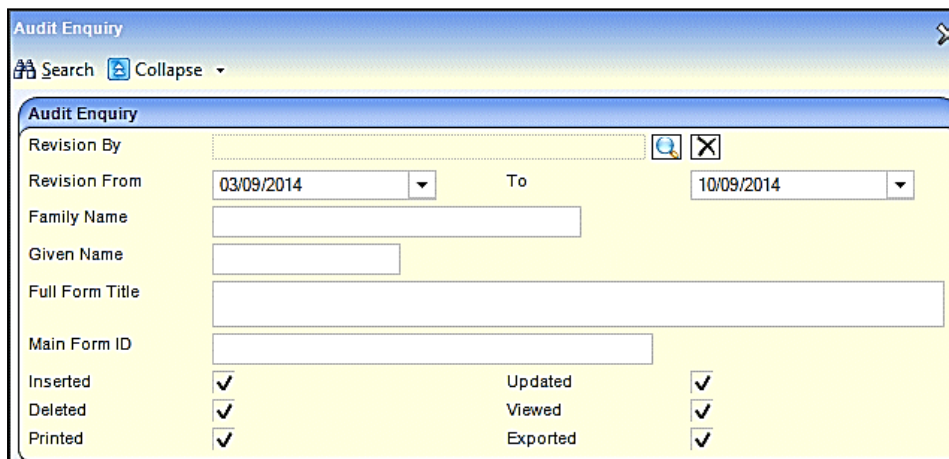 Audit Enquiry
Search Collapse
Audit Enquiry
Revision By
Revision From 03/09/2014 To 10/09/2014
Family Name
Given Name
Full Form Title
Main Form ID
Inserted Updated
Deleted Viewed
Printed Exported